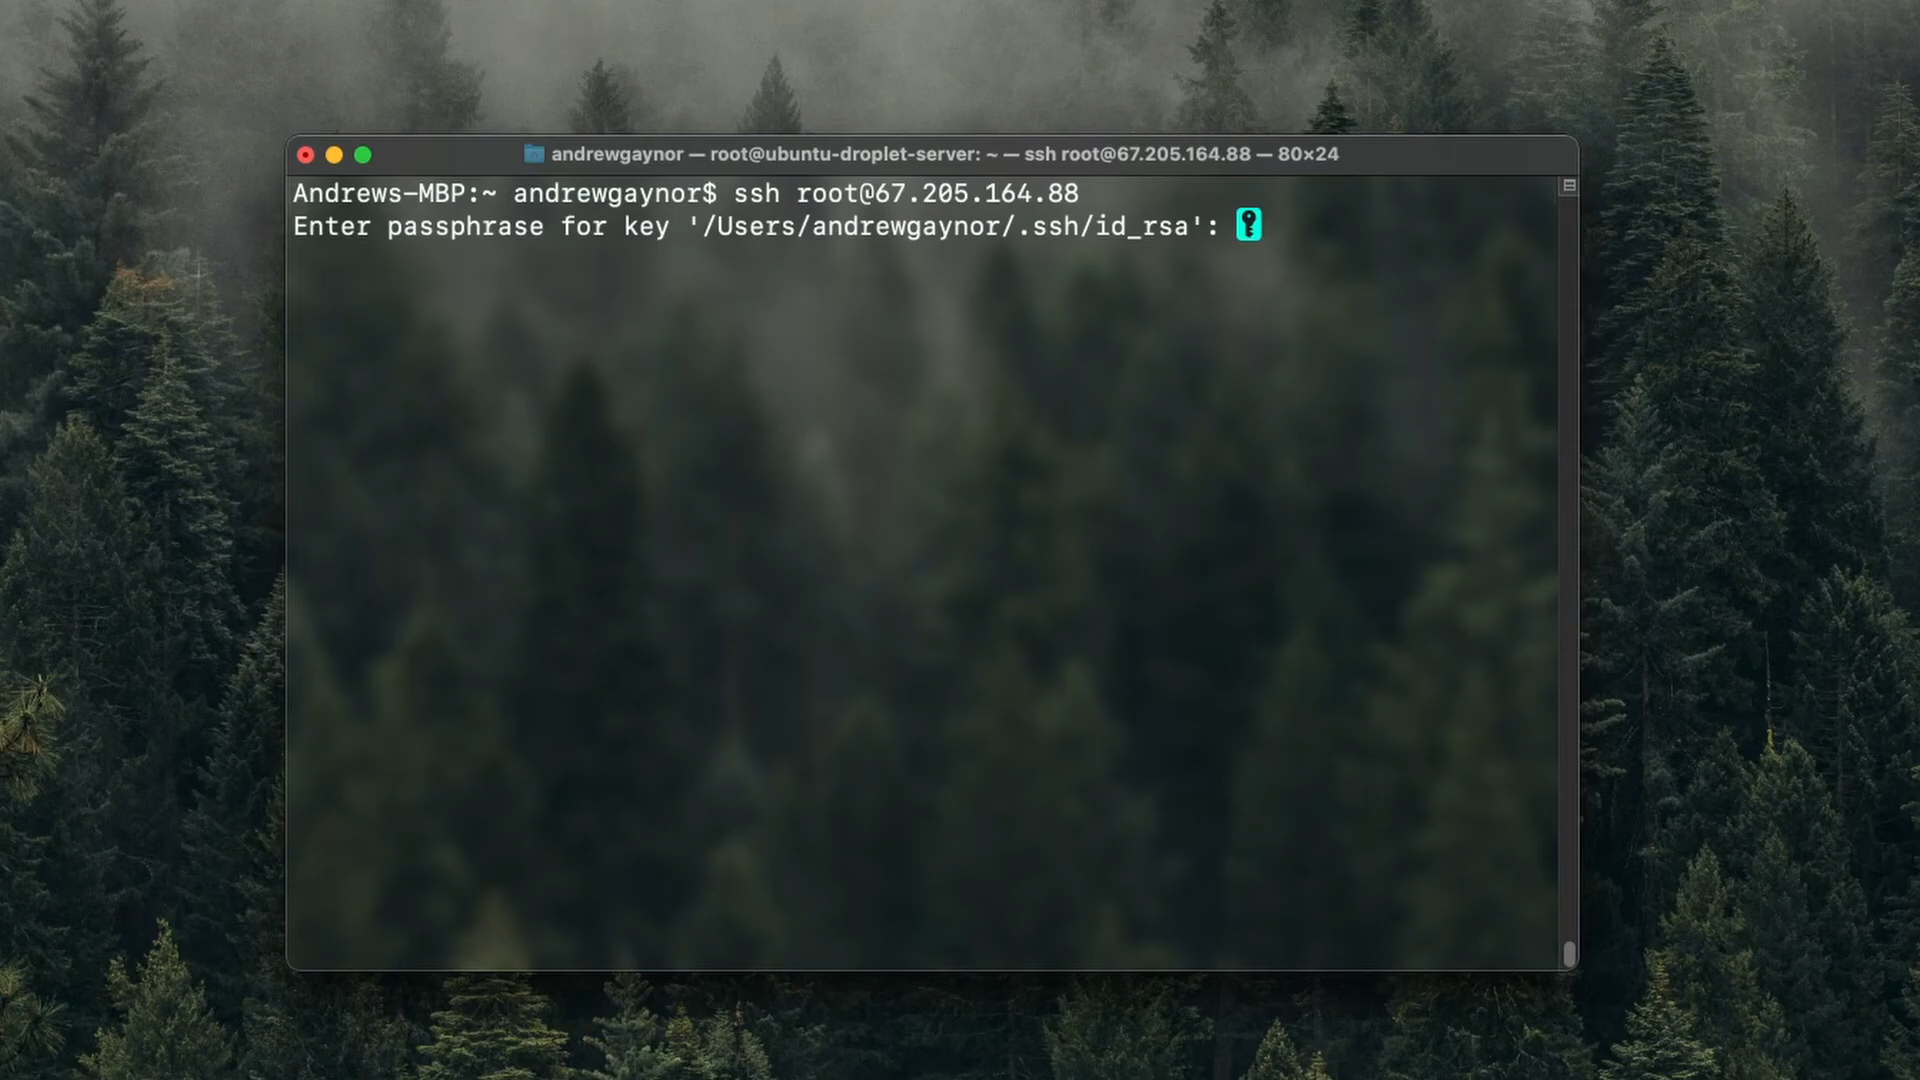 andrewgaynor — root@ubuntu-droplet-server: ~ — ssh root@67.205.164.88 — 80×24
Andrews-MBP:~ andrewgaynor$ ssh root@67.205.164.88
Enter passphrase for key '/Users/andrewgaynor/.ssh/id_rsa':